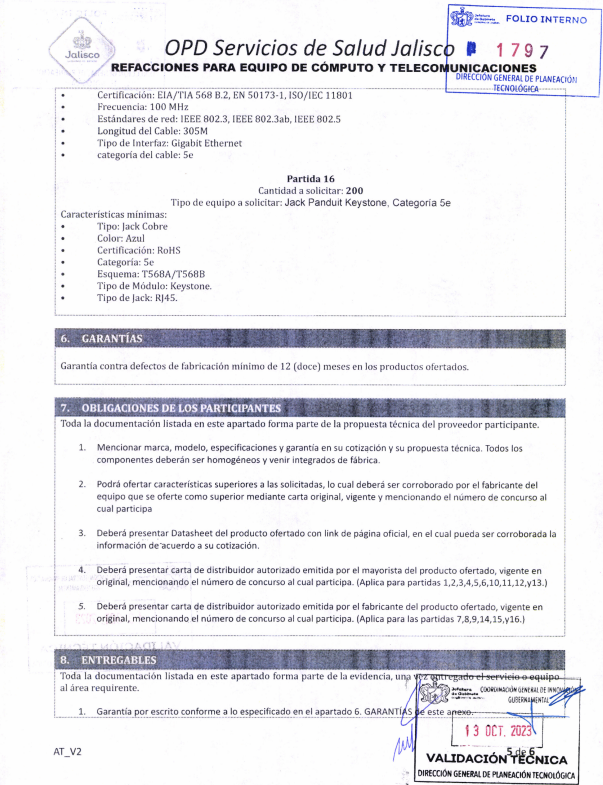 Jalisco
OPD Servicios de Salud Jalisco
REFACCIONES PARA EQUIPO DE CÓMPUTO Y TELECOMUNICACIONES
Jefatura
de Gabinete
FOLIO INTERNO
1797
DIRECCIÓN GENERAL DE PLANEACIÓN
TECNOLÓGICA
• Certificación: EIA/TIA 568 B.2, EN 50173-1, ISO/IEC 11801
• Frecuencia: 100 MHz
• Estándares de red: IEEE 802.3, IEEE 802.3ab, IEEE 802.5
• Longitud del Cable: 305M
• Tipo de Interfaz: Gigabit Ethernet
• categoría del cable: 5e
Partida 16
Cantidad a solicitar: 200
Tipo de equipo a solicitar: Jack Panduit Keystone, Categoría 5e
Características mínimas:
• Tipo: Jack Cobre
• Color: Azul
• Certificación: RoHS
• Categoría: 5e
• Esquema: T568A/T568B
• Tipo de Módulo: Keystone.
• Tipo de Jack: RJ45.
6. GARANTÍAS
Garantía contra defectos de fabricación mínimo de 12 (doce) meses en los productos ofertados.
7. OBLIGACIONES DE LOS PARTICIPANTES
Toda la documentación listada en este apartado forma parte de la propuesta técnica del proveedor participante.
1. Mencionar marca, modelo, especificaciones y garantía en su cotización y su propuesta técnica. Todos los
componentes deberán ser homogéneos y venir integrados de fábrica.
2. Podrá ofertar características superiores a las solicitadas, lo cual deberá ser corroborado por el fabricante del
equipo que se oferte como superior mediante carta original, vigente y mencionando el número de concurso al
cual participa
3. Deberá presentar Datasheet del producto ofertado con link de página oficial, en el cual pueda ser corroborada la
información de acuerdo a su cotización.
4. Deberá presentar carta de distribuidor autorizado emitida por el mayorista del producto ofertado, vigente en
original, mencionando el número de concurso al cual participa. (Aplica para partidas 1,2,3,4,5,6,10,11,12,y13.)
5. Deberá presentar carta de distribuidor autorizado emitida por el fabricante del producto ofertado, vigente en
original, mencionando el número de concurso al cual participa. (Aplica para las partidas 7,8,9,14,15,y16.)
8. ENTREGABLES
Toda la documentación listada en este apartado forma parte de la evidencia, una vez entregado el servicio o equipo
al área requirente.
1. Garantía por escrito conforme a lo especificado en el apartado 6. GARANTÍAS de este anexo.
Jefatura
de Gabinete
COORDINACIÓN GENERAL DE INNOVACIÓN
GUBERNAMENTAL
13 OCT. 2023
AT_V2
5 de 6
VALIDACIÓN TÉCNICA
DIRECCIÓN GENERAL DE PLANEACIÓN TECNOLÓGICA